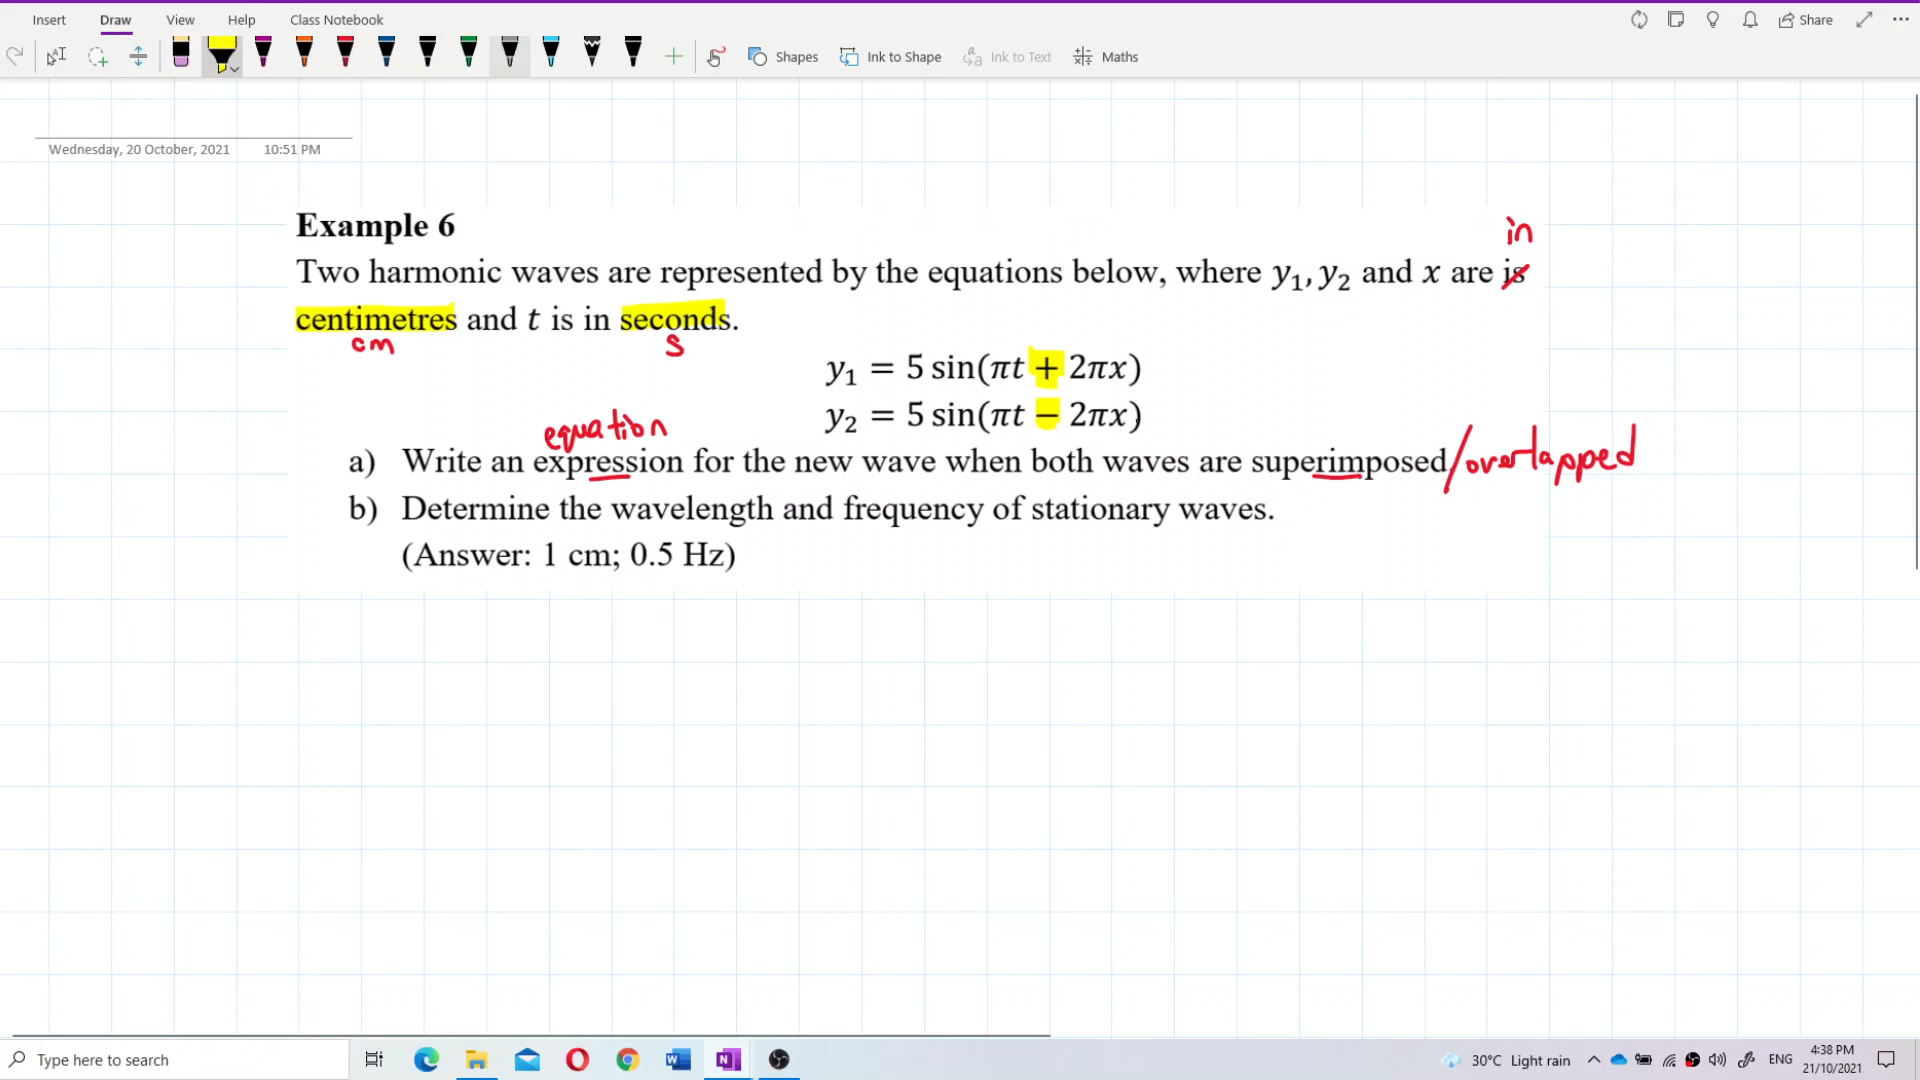 Insert Draw View Help Class Notebook Share
Shapes Ink to Shape Ink to Text Maths
Wednesday, 20 October, 2021 10:51 PM
Example 6
in
Two harmonic waves are represented by the equations below, where y₁, y₂ and x are is
centimetres and t is in seconds.
cm s
y₁ = 5 sin(πt + 2πx)
y₂ = 5 sin(πt − 2πx)
equation
a) Write an expression for the new wave when both waves are superimposed/overlapped
b) Determine the wavelength and frequency of stationary waves.
(Answer: 1 cm; 0.5 Hz)
Type here to search 30°C Light rain ENG 4:38 PM
21/10/2021